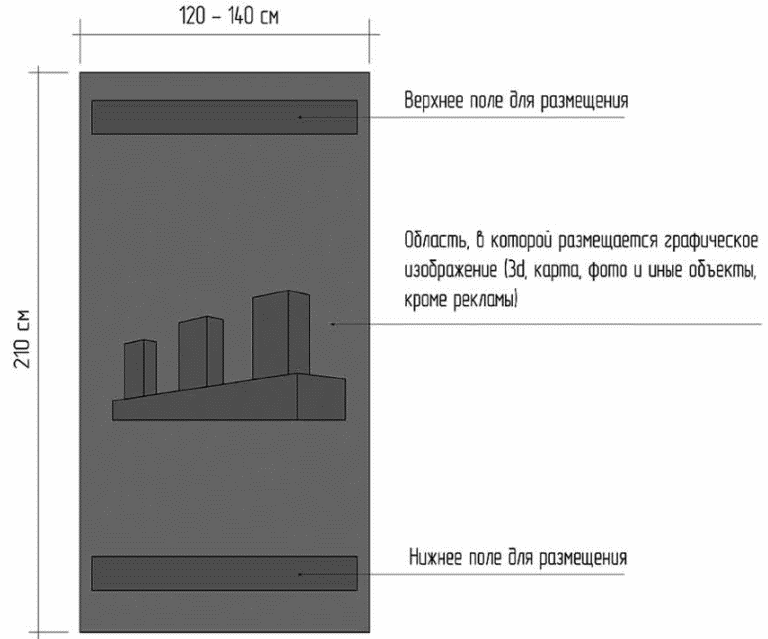 120 – 140 см
Верхнее поле для размещения
Область, в которой размещается графическое
изображение (3d, карта, фото и иные объекты,
кроме рекламы)
210 см
Нижнее поле для размещения